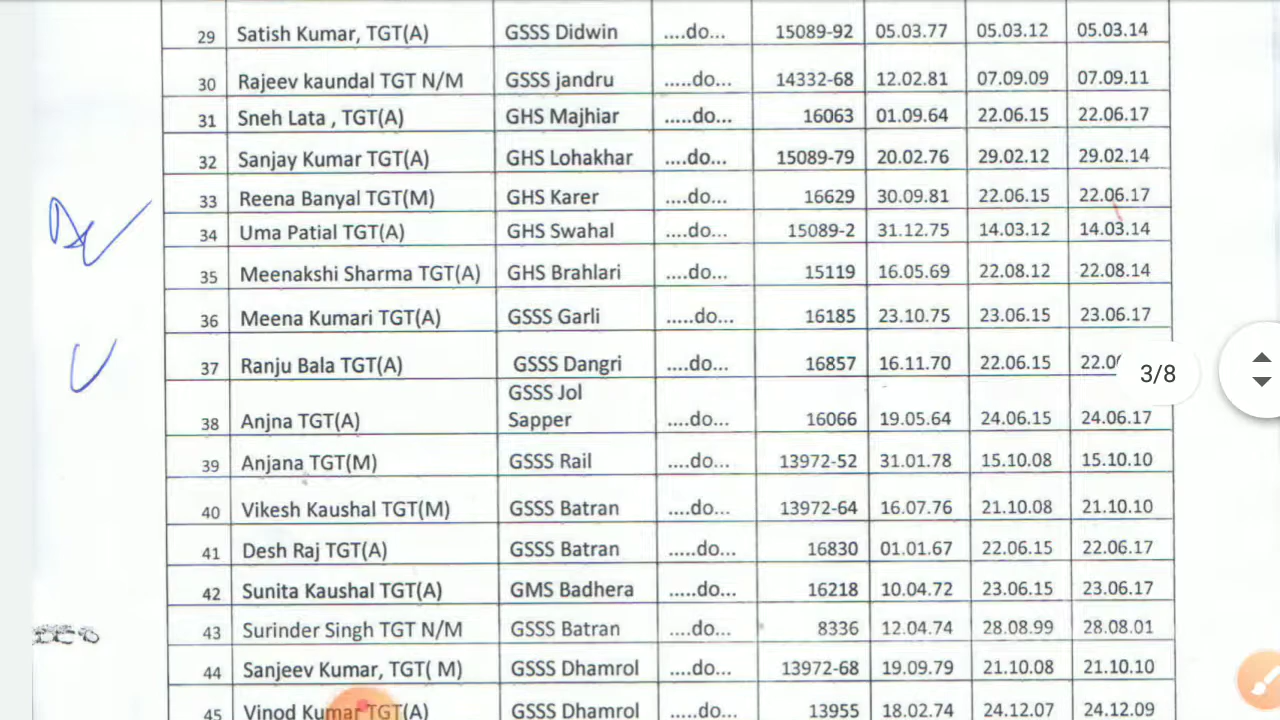 29 Satish Kumar, TGT(A) GSSS Didwin ....do... 15089-92 05.03.77 05.03.12 05.03.14
30 Rajeev kaundal TGT N/M GSSS jandru .....do... 14332-68 12.02.81 07.09.09 07.09.11
31 Sneh Lata , TGT(A) GHS Majhiar .....do... 16063 01.09.64 22.06.15 22.06.17
32 Sanjay Kumar TGT(A) GHS Lohakhar ....do... 15089-79 20.02.76 29.02.12 29.02.14
33 Reena Banyal TGT(M) GHS Karer ....do... 16629 30.09.81 22.06.15 22.06.17
34 Uma Patial TGT(A) GHS Swahal ....do... 15089-2 31.12.75 14.03.12 14.03.14
35 Meenakshi Sharma TGT(A) GHS Brahlari ....do... 15119 16.05.69 22.08.12 22.08.14
36 Meena Kumari TGT(A) GSSS Garli .....do... 16185 23.10.75 23.06.15 23.06.17
37 Ranju Bala TGT(A) GSSS Dangri ....do... 16857 16.11.70 22.06.15
3/8
GSSS Jol
38 Anjna TGT(A) Sapper ....do... 16066 19.05.64 24.06.15 24.06.17
39 Anjana TGT(M) GSSS Rail ....do... 13972-52 31.01.78 15.10.08 15.10.10
40 Vikesh Kaushal TGT(M) GSSS Batran ....do... 13972-64 16.07.76 21.10.08 21.10.10
41 Desh Raj TGT(A) GSSS Batran .....do... 16830 01.01.67 22.06.15 22.06.17
42 Sunita Kaushal TGT(A) GMS Badhera .....do... 16218 10.04.72 23.06.15 23.06.17
43 Surinder Singh TGT N/M GSSS Batran ....do... 8336 12.04.74 28.08.99 28.08.01
44 Sanjeev Kumar, TGT( M) GSSS Dhamrol ....do... 13972-68 19.09.79 21.10.08 21.10.10
45 Vinod Kumar TGT(A) GSSS Dhamrol ....do... 13955 18.02.74 24.12.07 24.12.09